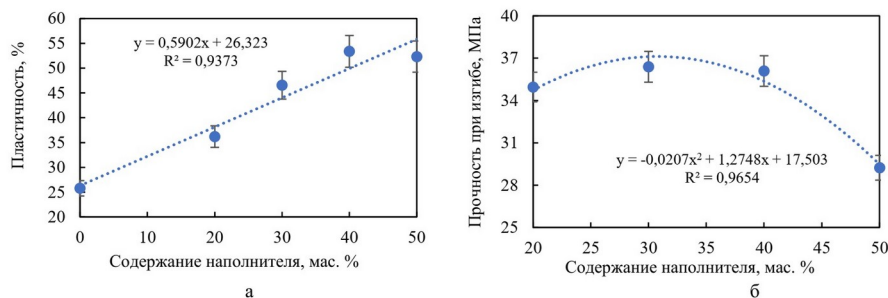 60
55
50
45
40
35
30
25
20
Пластичность, %
y = 0,5902x + 26,323
R² = 0,9373
0 10 20 30 40 50
Содержание наполнителя, мас. %
а
40
37
34
31
28
25
Прочность при изгибе, МПа
y = -0,0207x² + 1,2748x + 17,503
R² = 0,9654
20 25 30 35 40 45 50
Содержание наполнителя, мас. %
б